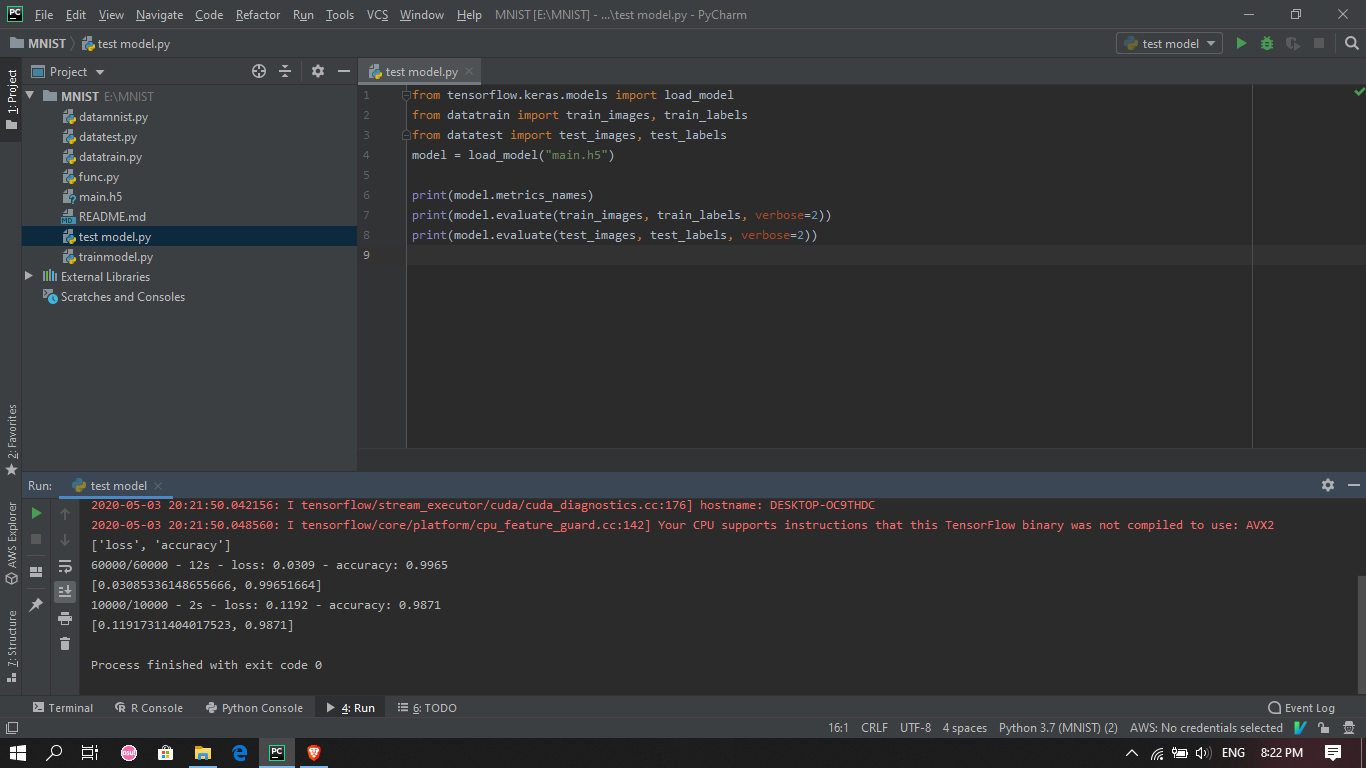 PC File Edit View Navigate Code Refactor Run Tools VCS Window Help MNIST [E:\MNIST] - ...\test model.py - PyCharm
MNIST test model.py test model
1: Project
Project
MNIST E:\MNIST
datamnist.py
datatest.py
datatrain.py
func.py
main.h5
README.md
test model.py
trainmodel.py
External Libraries
Scratches and Consoles
test model.py
1 from tensorflow.keras.models import load_model
2 from datatrain import train_images, train_labels
3 from datatest import test_images, test_labels
4 model = load_model("main.h5")
5
6 print(model.metrics_names)
7 print(model.evaluate(train_images, train_labels, verbose=2))
8 print(model.evaluate(test_images, test_labels, verbose=2))
9
2: Favorites
AWS Explorer
7: Structure
Run: test model
2020-05-03 20:21:50.042156: I tensorflow/stream_executor/cuda/cuda_diagnostics.cc:176] hostname: DESKTOP-OC9THDC
2020-05-03 20:21:50.048560: I tensorflow/core/platform/cpu_feature_guard.cc:142] Your CPU supports instructions that this TensorFlow binary was not compiled to use: AVX2
['loss', 'accuracy']
60000/60000 - 12s - loss: 0.0309 - accuracy: 0.9965
[0.03085336148655666, 0.99651664]
10000/10000 - 2s - loss: 0.1192 - accuracy: 0.9871
[0.11917311404017523, 0.9871]
Process finished with exit code 0
Terminal R Console Python Console 4: Run 6: TODO Event Log
16:1 CRLF UTF-8 4 spaces Python 3.7 (MNIST) (2) AWS: No credentials selected
osu! PC ENG 8:22 PM